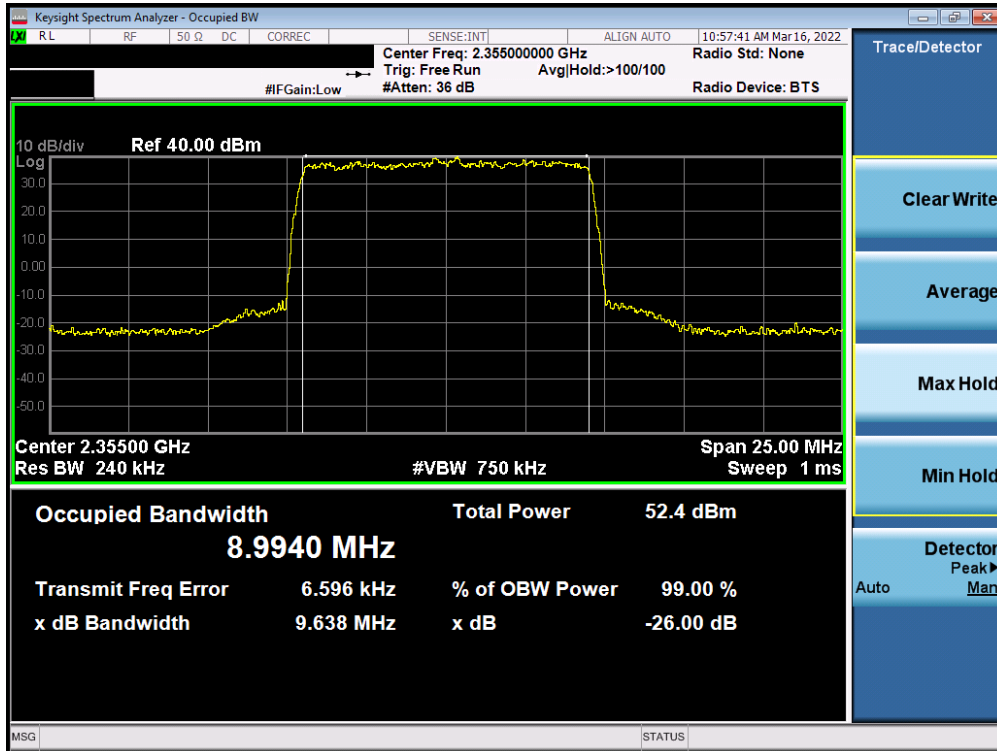 Keysight Spectrum Analyzer - Occupied BW
LXI RL RF 50 Ω DC CORREC SENSE:INT ALIGN AUTO 10:57:41 AM Mar 16, 2022
Center Freq: 2.355000000 GHz Radio Std: None
Trig: Free Run Avg|Hold:>100/100
#IFGain:Low #Atten: 36 dB Radio Device: BTS
Trace/Detector
10 dB/div Ref 40.00 dBm
Log
30.0
20.0
10.0
0.00
-10.0
-20.0
-30.0
-40.0
-50.0
Center 2.35500 GHz Span 25.00 MHz
Res BW 240 kHz #VBW 750 kHz Sweep 1 ms
Occupied Bandwidth Total Power 52.4 dBm
8.9940 MHz
Transmit Freq Error 6.596 kHz % of OBW Power 99.00 %
x dB Bandwidth 9.638 MHz x dB -26.00 dB
Clear Write
Average
Max Hold
Min Hold
Detector
Peak▶
Auto Man
MSG STATUS